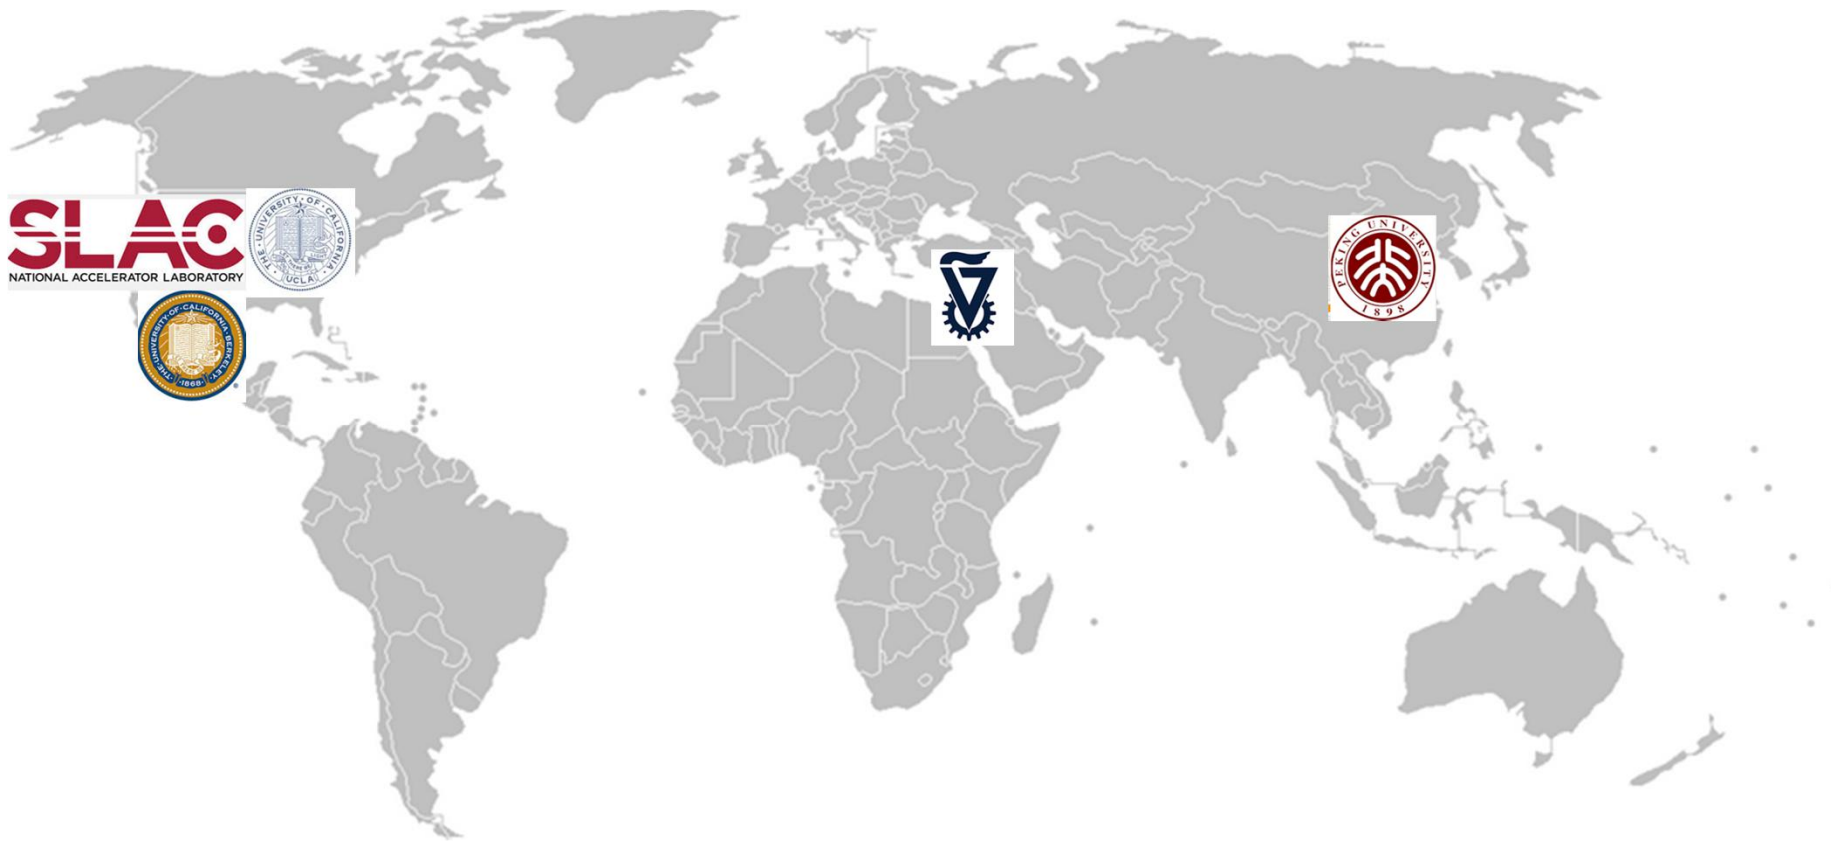 SLAC
NATIONAL ACCELERATOR LABORATORY
·THE·UNIVERSITY·OF·CALIFORNIA·
UCLA
·THE·UNIVERSITY·OF·CALIFORNIA·BERKELEY·
·1868·
PEKING UNIVERSITY
1898